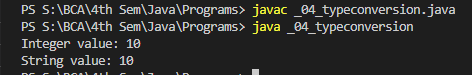 PS S:\BCA\4th Sem\Java\Programs> javac _04_typeconversion.java
PS S:\BCA\4th Sem\Java\Programs> java _04_typeconversion
Integer value: 10
String value: 10
PS S:\BCA\4th Sem\Java\Programs>